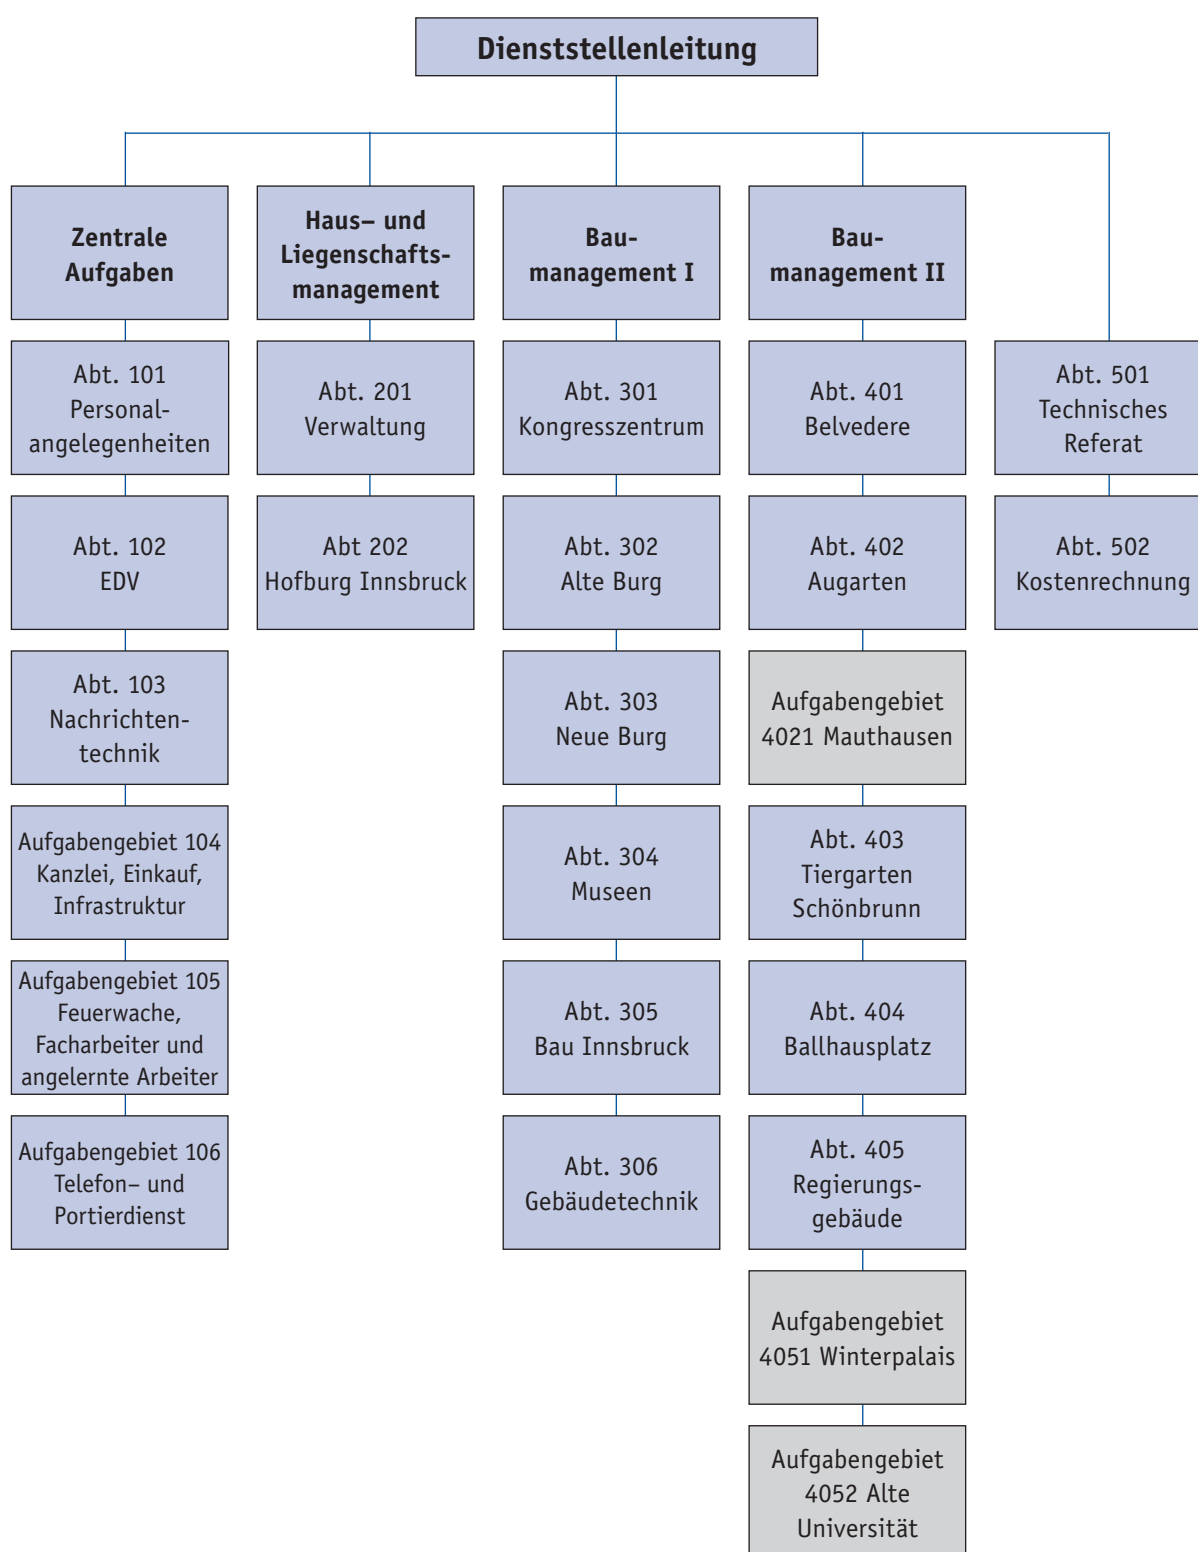 Dienststellenleitung
Zentrale
Aufgaben
Haus– und
Liegenschafts-
management
Bau-
management I
Bau-
management II
Abt. 101
Personal-
angelegenheiten
Abt. 201
Verwaltung
Abt. 301
Kongresszentrum
Abt. 401
Belvedere
Abt. 501
Technisches
Referat
Abt. 102
EDV
Abt 202
Hofburg Innsbruck
Abt. 302
Alte Burg
Abt. 402
Augarten
Abt. 502
Kostenrechnung
Abt. 103
Nachrichten-
technik
Abt. 303
Neue Burg
Aufgabengebiet
4021 Mauthausen
Aufgabengebiet 104
Kanzlei, Einkauf,
Infrastruktur
Abt. 304
Museen
Abt. 403
Tiergarten
Schönbrunn
Aufgabengebiet 105
Feuerwache,
Facharbeiter und
angelernte Arbeiter
Abt. 305
Bau Innsbruck
Abt. 404
Ballhausplatz
Aufgabengebiet 106
Telefon– und
Portierdienst
Abt. 306
Gebäudetechnik
Abt. 405
Regierungs-
gebäude
Aufgabengebiet
4051 Winterpalais
Aufgabengebiet
4052 Alte
Universität